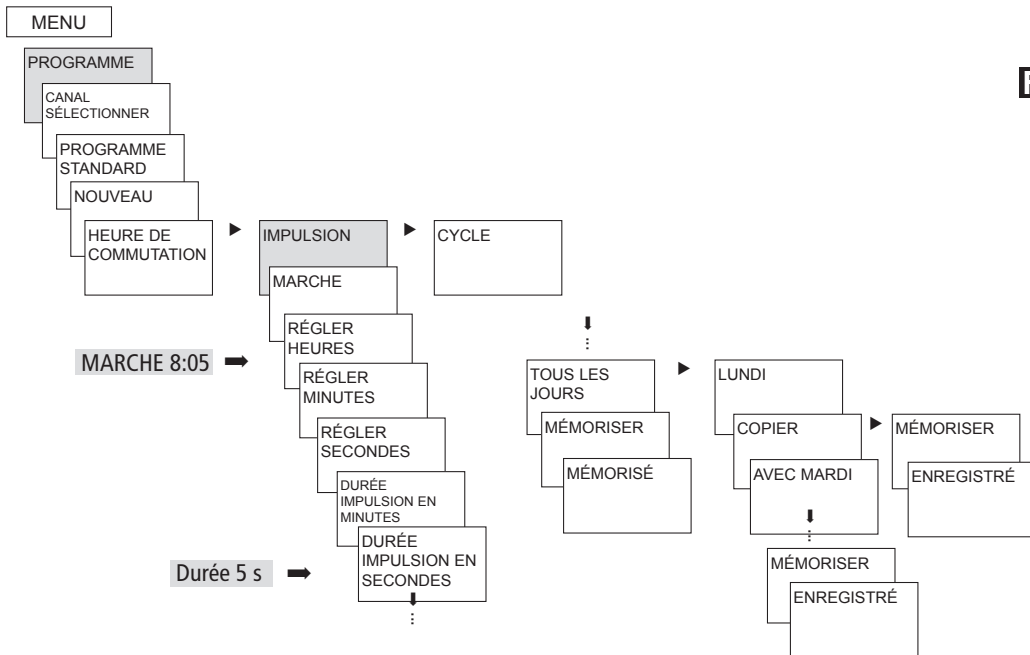 MENU
PROGRAMME
CANAL
SÉLECTIONNER
PROGRAMME
STANDARD
NOUVEAU
HEURE DE
COMMUTATION
IMPULSION
MARCHE
RÉGLER
HEURES
MARCHE 8:05
RÉGLER
MINUTES
RÉGLER
SECONDES
DURÉE
IMPULSION EN
MINUTES
DURÉE
IMPULSION EN
SECONDES
Durée 5 s
CYCLE
TOUS LES
JOURS
MÉMORISER
MÉMORISÉ
LUNDI
COPIER
AVEC MARDI
MÉMORISER
ENREGISTRÉ
MÉMORISER
ENREGISTRÉ